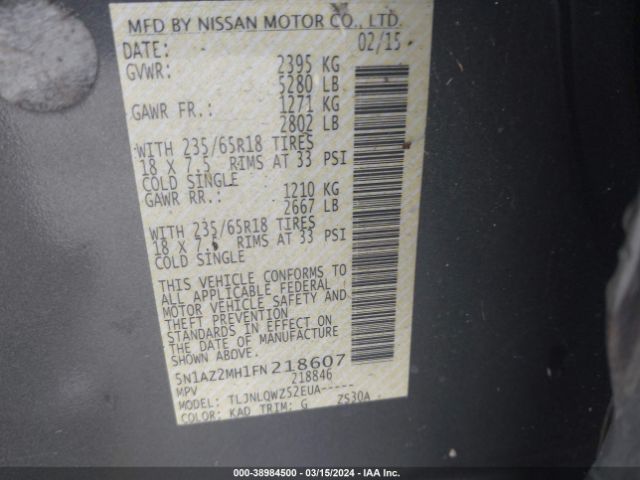 MFD BY NISSAN MOTOR CO., LTD.
DATE: 02/15
GVWR: 2395 KG
5280 LB
GAWR FR.: 1271 KG
2802 LB
WITH 235/65R18 TIRES
18 X 7.5 RIMS AT 33 PSI
COLD SINGLE
GAWR RR.: 1210 KG
2667 LB
WITH 235/65R18 TIRES
18 X 7.5 RIMS AT 33 PSI
COLD SINGLE
THIS VEHICLE CONFORMS TO
ALL APPLICABLE FEDERAL
MOTOR VEHICLE SAFETY AND
THEFT PREVENTION
STANDARDS IN EFFECT ON
THE DATE OF MANUFACTURE
SHOWN ABOVE.
5N1AZ2MH1FN218607
MPV 218846
MODEL: TLJNLQWZ52EUA-----
COLOR: KAD TRIM: G ZS30A
000-38984500 - 03/15/2024 - IAA Inc.